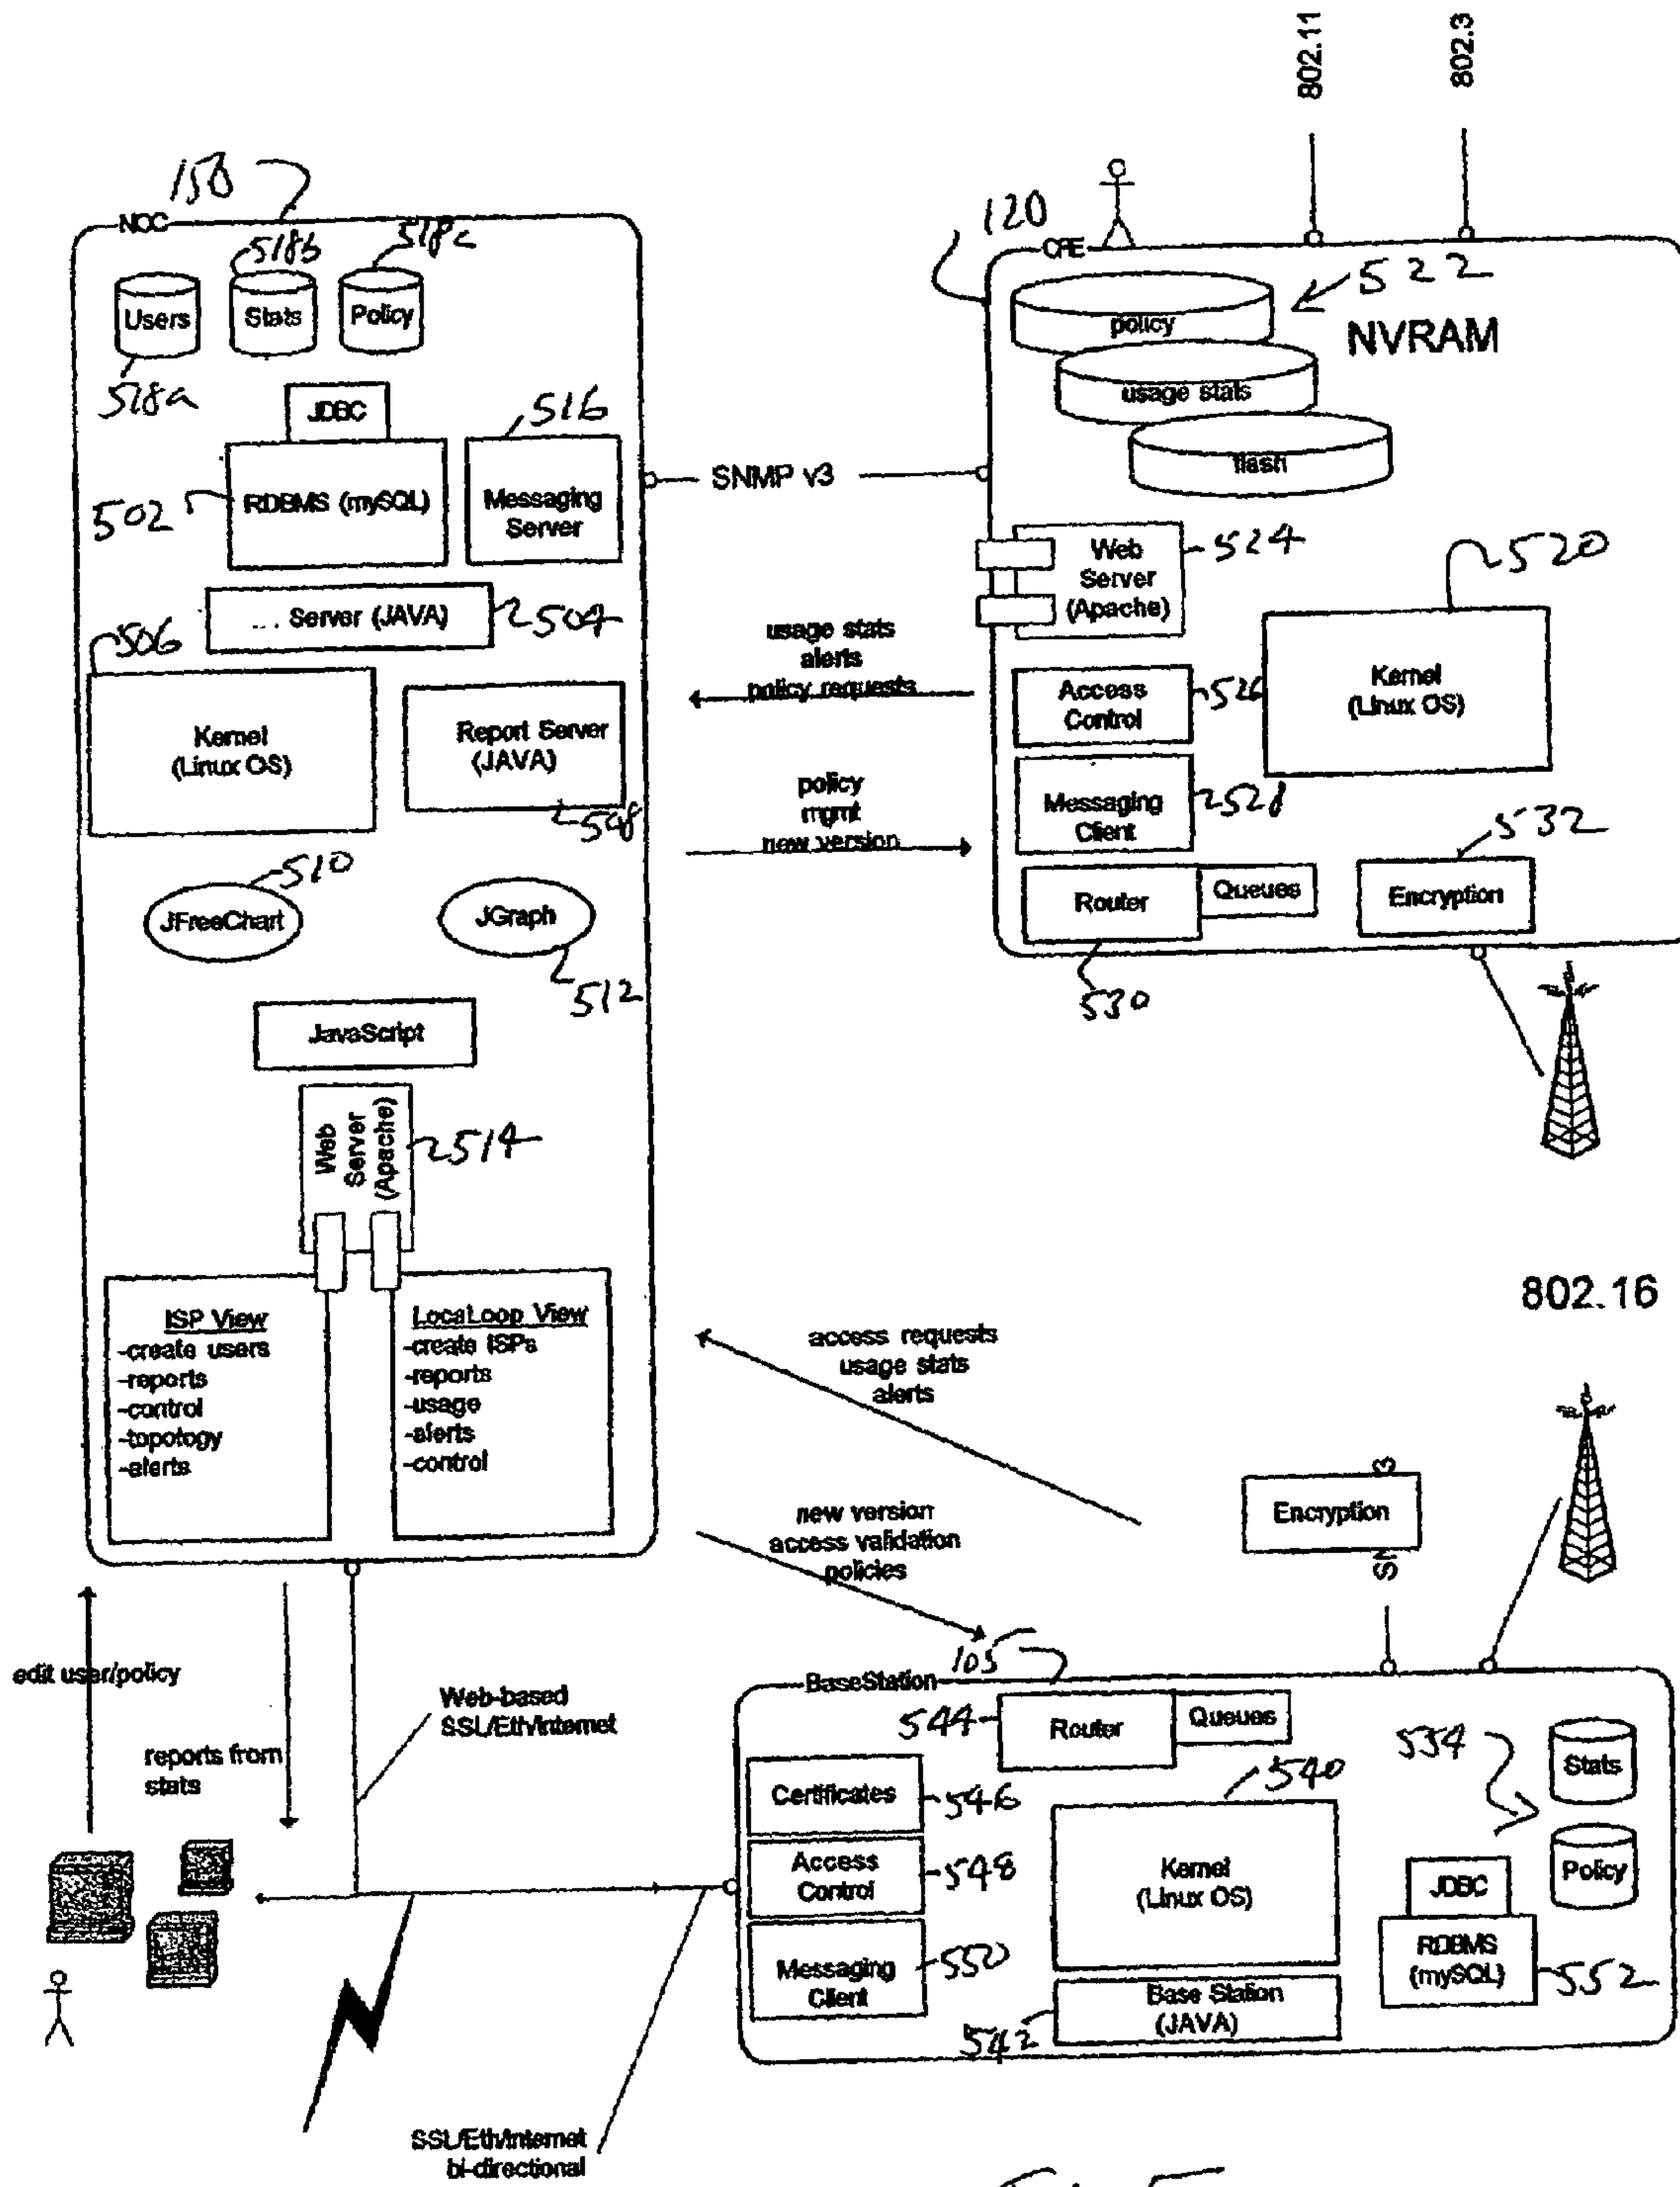 802.11
802.3
150
NOC
518b
518c
Users
Stats
Policy
518a
JDBC
516
502
RDBMS (mySQL)
Messaging
Server
... Server (JAVA)
504
506
Kernel
(Linux OS)
Report Server
(JAVA)
508
510
JFreeChart
JGraph
512
JavaScript
Web
Server
(Apache)
514
ISP View
-create users
-reports
-control
-topology
-alerts
LocaLoop View
-create ISPs
-reports
-usage
-alerts
-control
SNMP v3
usage stats
alerts
policy requests
policy
mgmt
new version
120
CPE
522
policy
NVRAM
usage stats
flash
Web
Server
(Apache)
524
520
Access
Control
526
Kernel
(Linux OS)
Messaging
Client
528
532
Router
Queues
Encryption
530
802.16
access requests
usage stats
alerts
new version
access validation
policies
Encryption
edit user/policy
reports from
stats
Web-based
SSL/Eth/Internet
105
BaseStation
544
Router
Queues
534
Stats
Certificates
546
540
Access
Control
548
Kernel
(Linux OS)
JDBC
Policy
Messaging
Client
550
RDBMS
(mySQL)
552
Base Station
(JAVA)
542
SSL/Eth/Internet
bi-directional